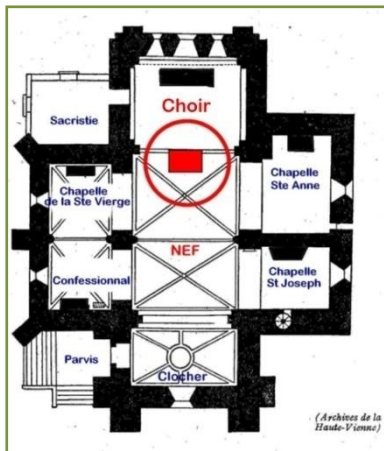 Choir
Sacristie
Chapelle
de la Ste Vierge
Chapelle
Ste Anne
NEF
Confessionnal
Chapelle
St Joseph
Parvis
Clocher
(Archives de la
Haute-Vienne)